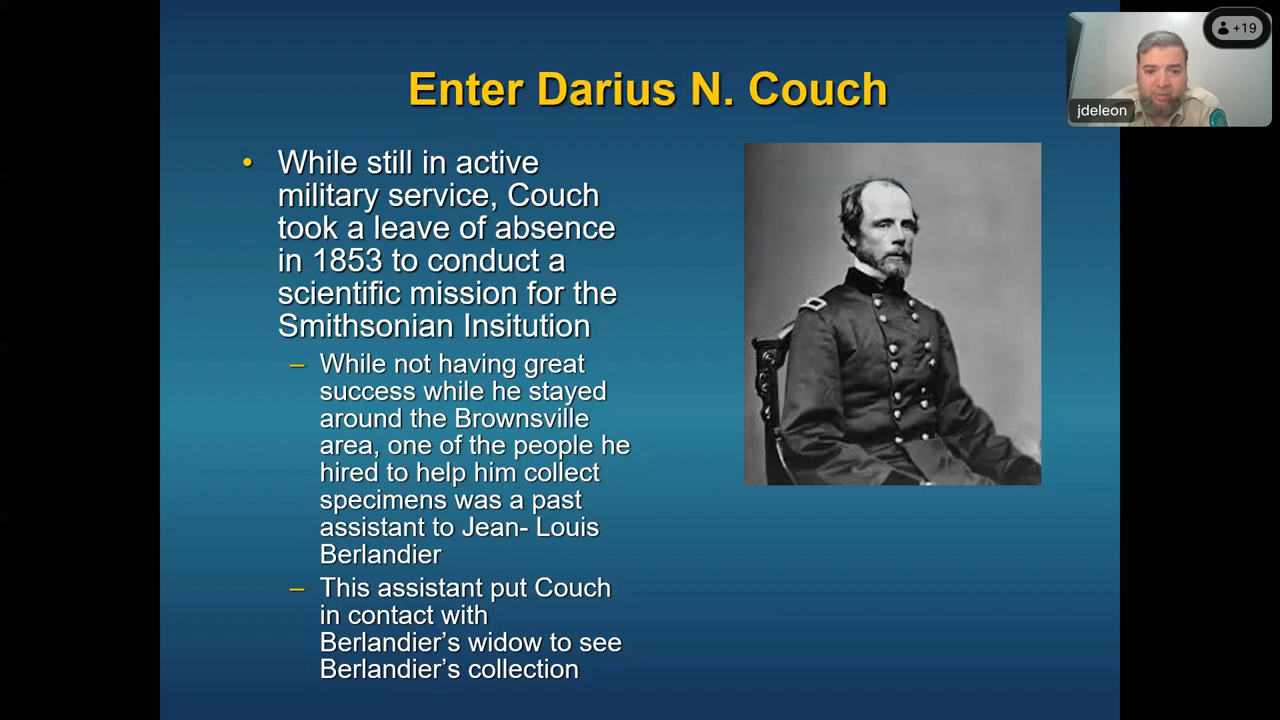 Enter Darius N. Couch
• While still in active
military service, Couch
took a leave of absence
in 1853 to conduct a
scientific mission for the
Smithsonian Insitution
– While not having great
success while he stayed
around the Brownsville
area, one of the people he
hired to help him collect
specimens was a past
assistant to Jean- Louis
Berlandier
– This assistant put Couch
in contact with
Berlandier’s widow to see
Berlandier’s collection
+19
jdeleon